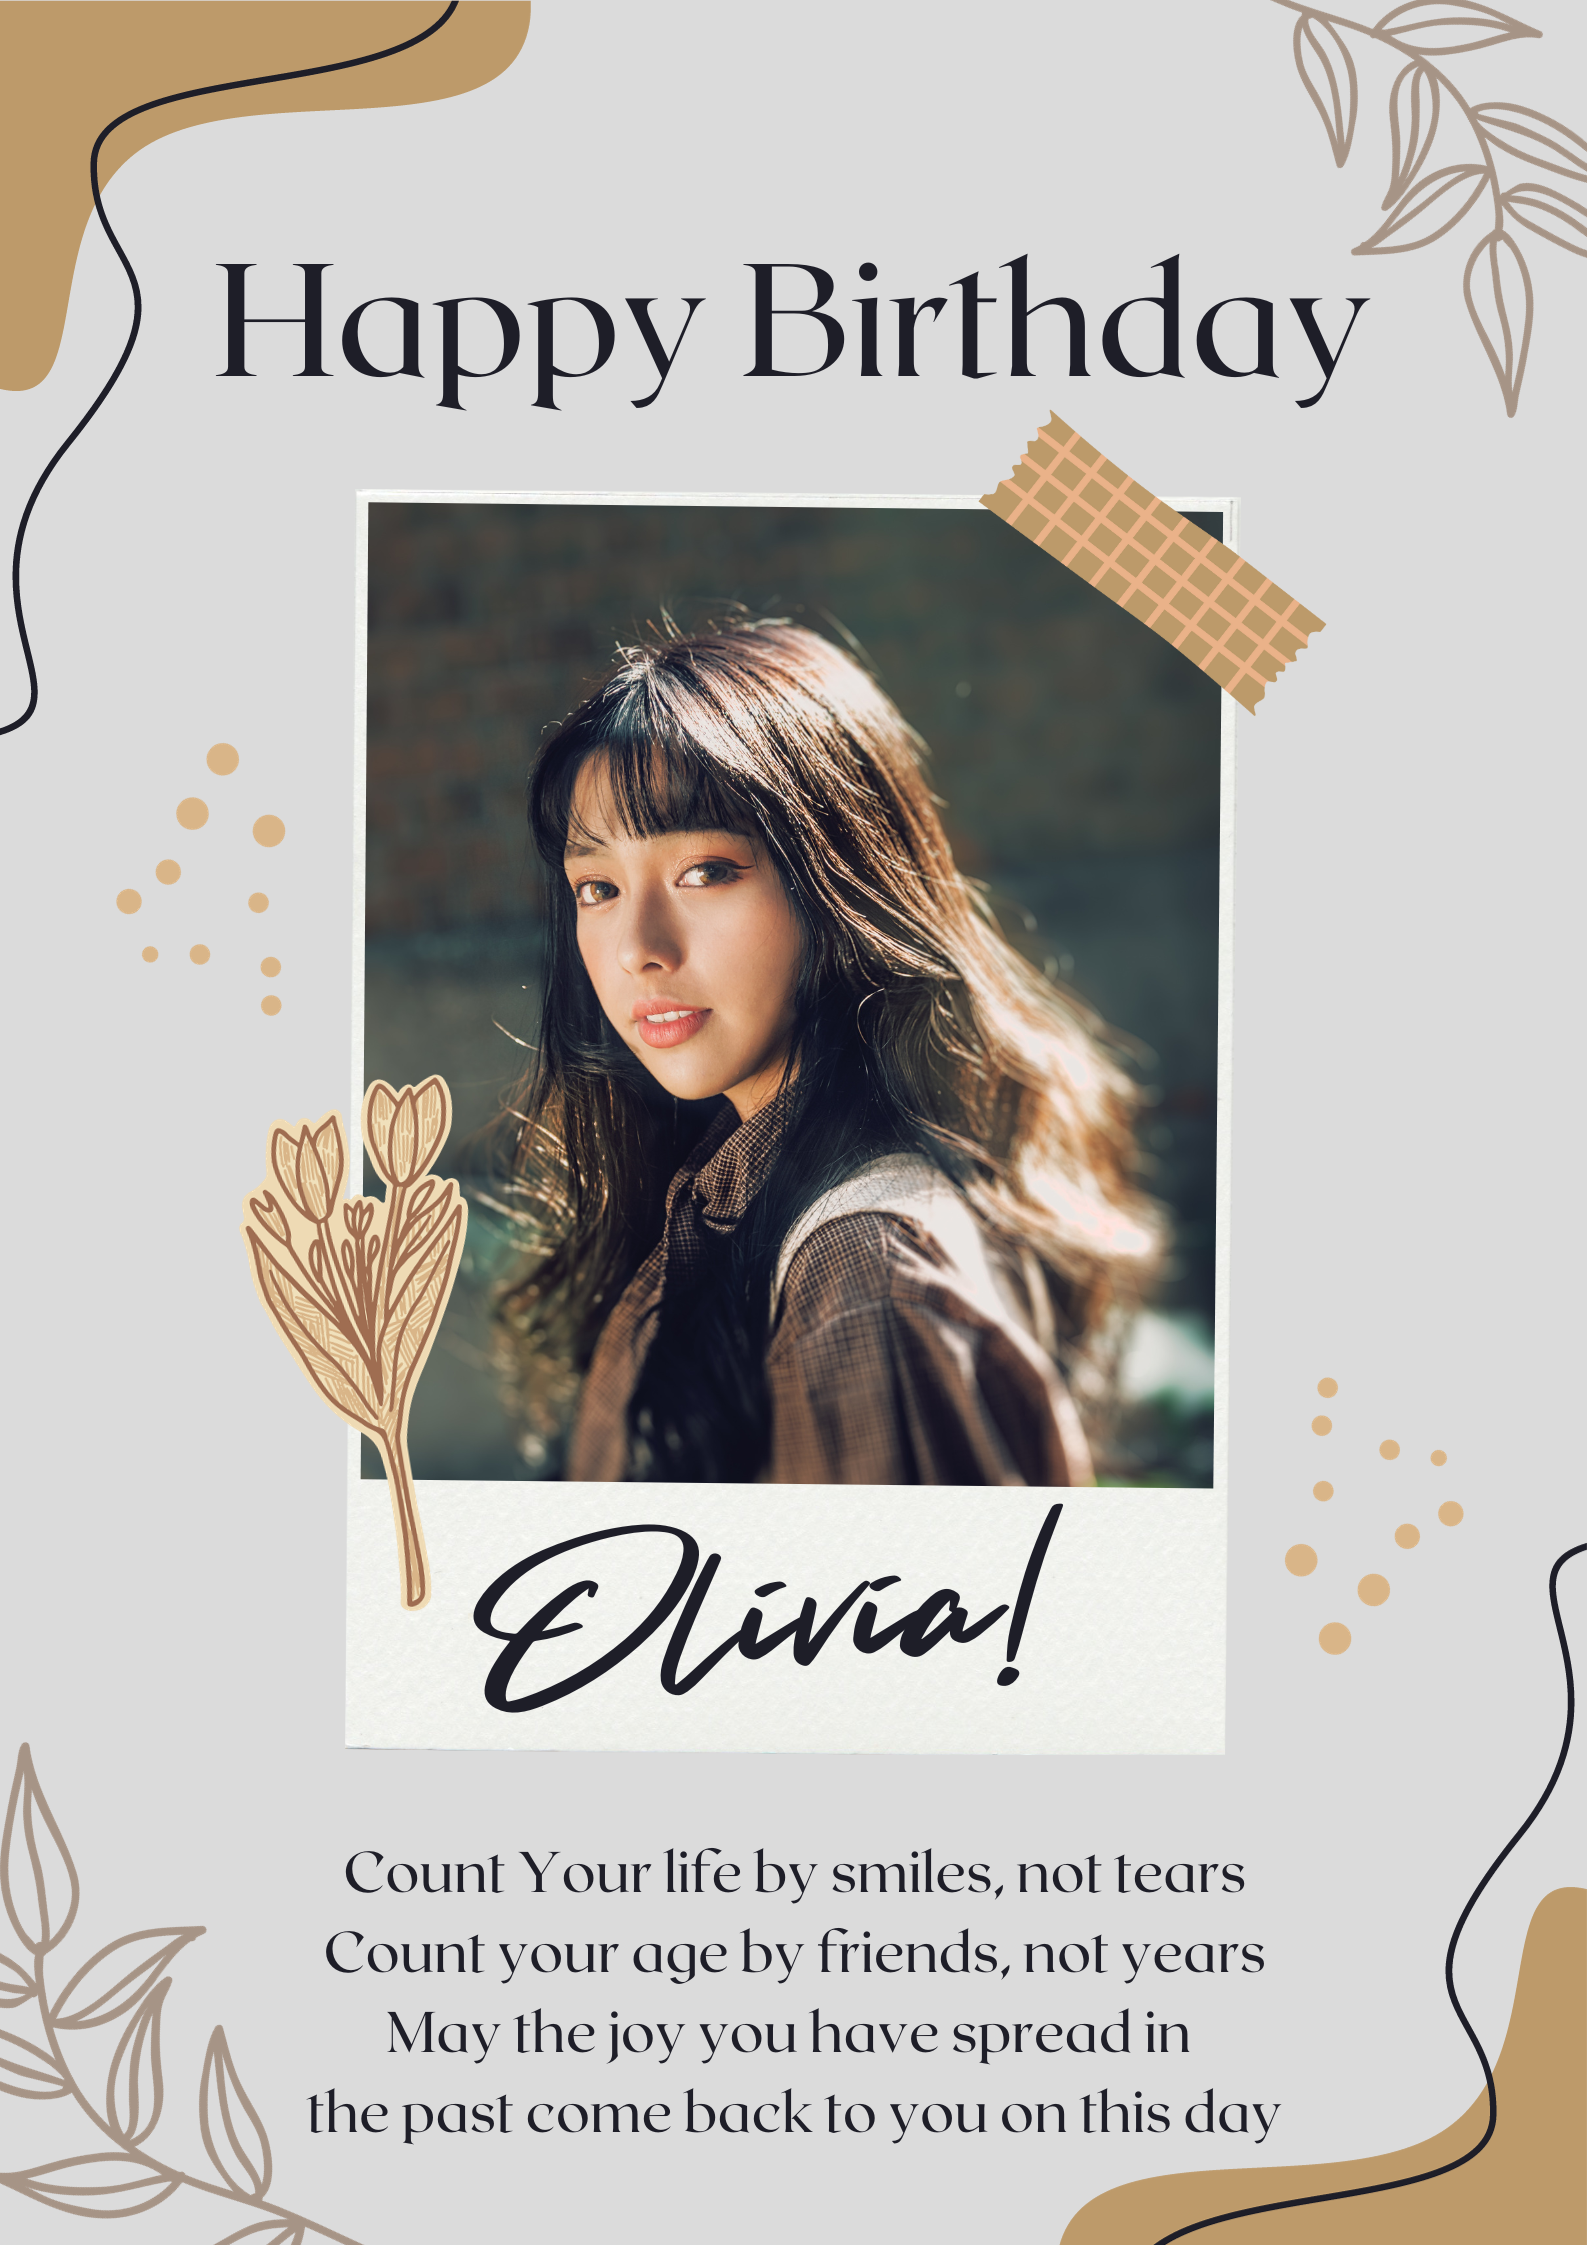 Happy Birthday
Olivia!
Count Your life by smiles, not tears
Count your age by friends, not years
May the joy you have spread in
the past come back to you on this day